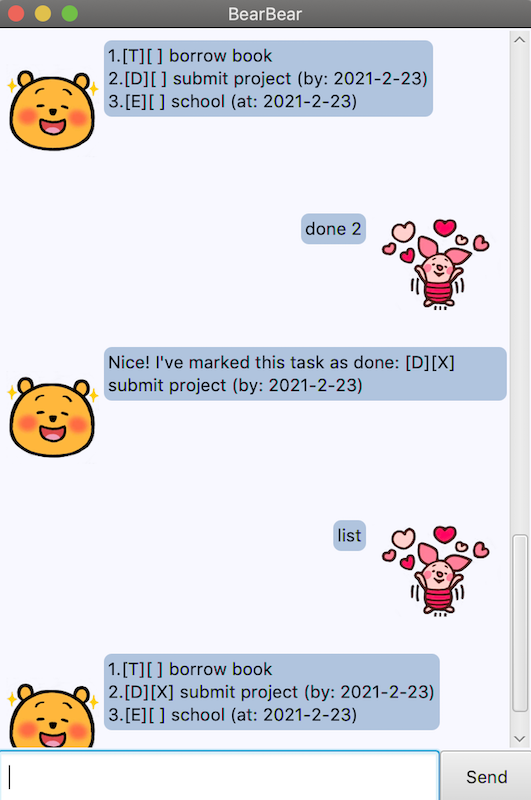 BearBear
1.[T][ ] borrow book
2.[D][ ] submit project (by: 2021-2-23)
3.[E][ ] school (at: 2021-2-23)
done 2
Nice! I've marked this task as done: [D][X]
submit project (by: 2021-2-23)
list
1.[T][ ] borrow book
2.[D][X] submit project (by: 2021-2-23)
3.[E][ ] school (at: 2021-2-23)
Send